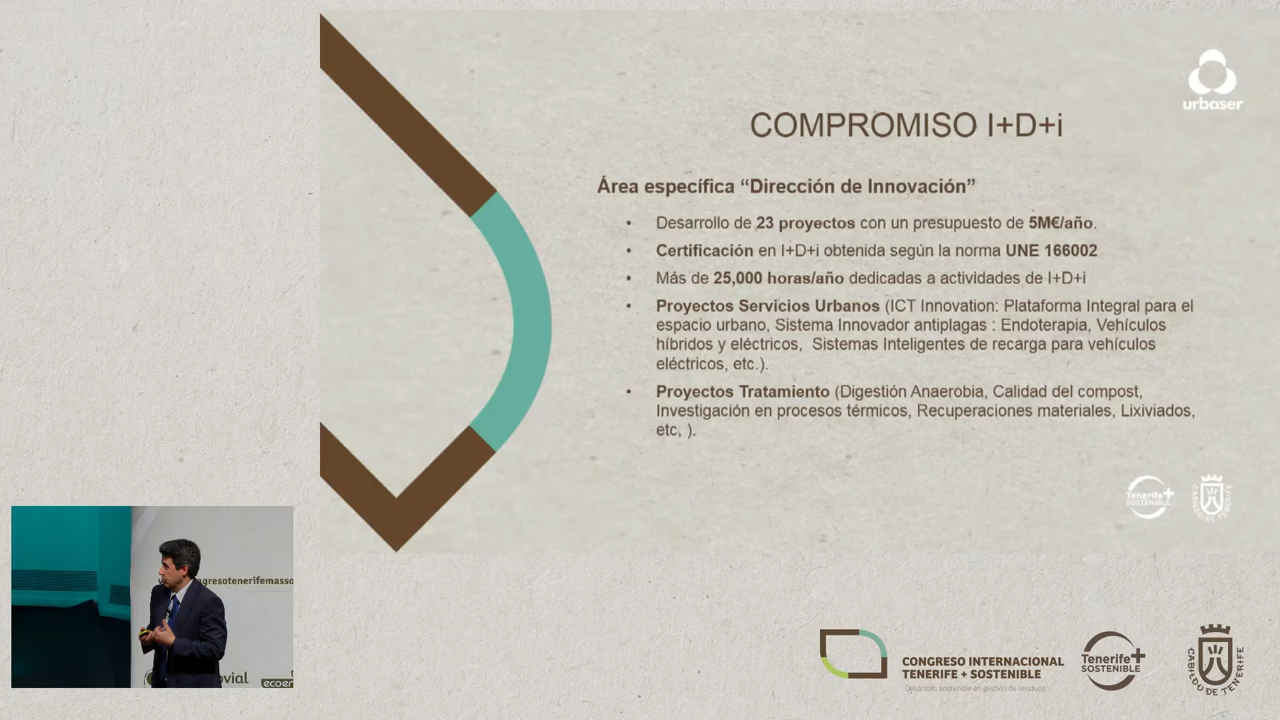 urbaser
COMPROMISO I+D+i
Área específica “Dirección de Innovación”
• Desarrollo de 23 proyectos con un presupuesto de 5M€/año.
• Certificación en I+D+i obtenida según la norma UNE 166002
• Más de 25,000 horas/año dedicadas a actividades de I+D+i
• Proyectos Servicios Urbanos (ICT Innovation: Plataforma Integral para el
espacio urbano, Sistema Innovador antiplagas : Endoterapia, Vehículos
híbridos y eléctricos, Sistemas Inteligentes de recarga para vehículos
eléctricos, etc.).
• Proyectos Tratamiento (Digestión Anaerobia, Calidad del compost,
Investigación en procesos térmicos, Recuperaciones materiales, Lixiviados,
etc, ).
Tenerife+
SOSTENIBLE
CABILDO DE TENERIFE
gresotenerifemasso
ovial
ecoe
CONGRESO INTERNACIONAL
TENERIFE + SOSTENIBLE
Desarrollo sostenible en gestión de residuos
Tenerife+
SOSTENIBLE
CABILDO DE TENERIFE